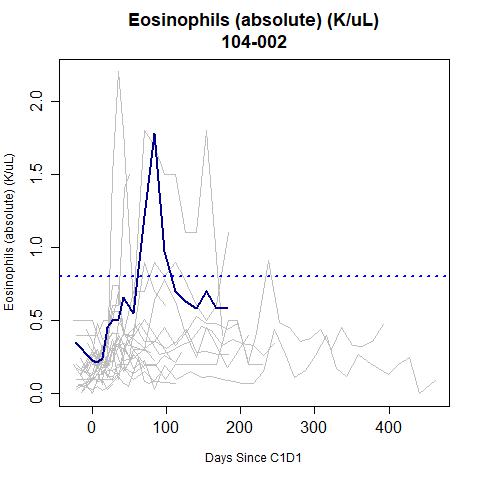 Eosinophils (absolute) (K/uL)
104-002
Eosinophils (absolute) (K/uL)
2.0
1.5
1.0
0.5
0.0
0 100 200 300 400
Days Since C1D1